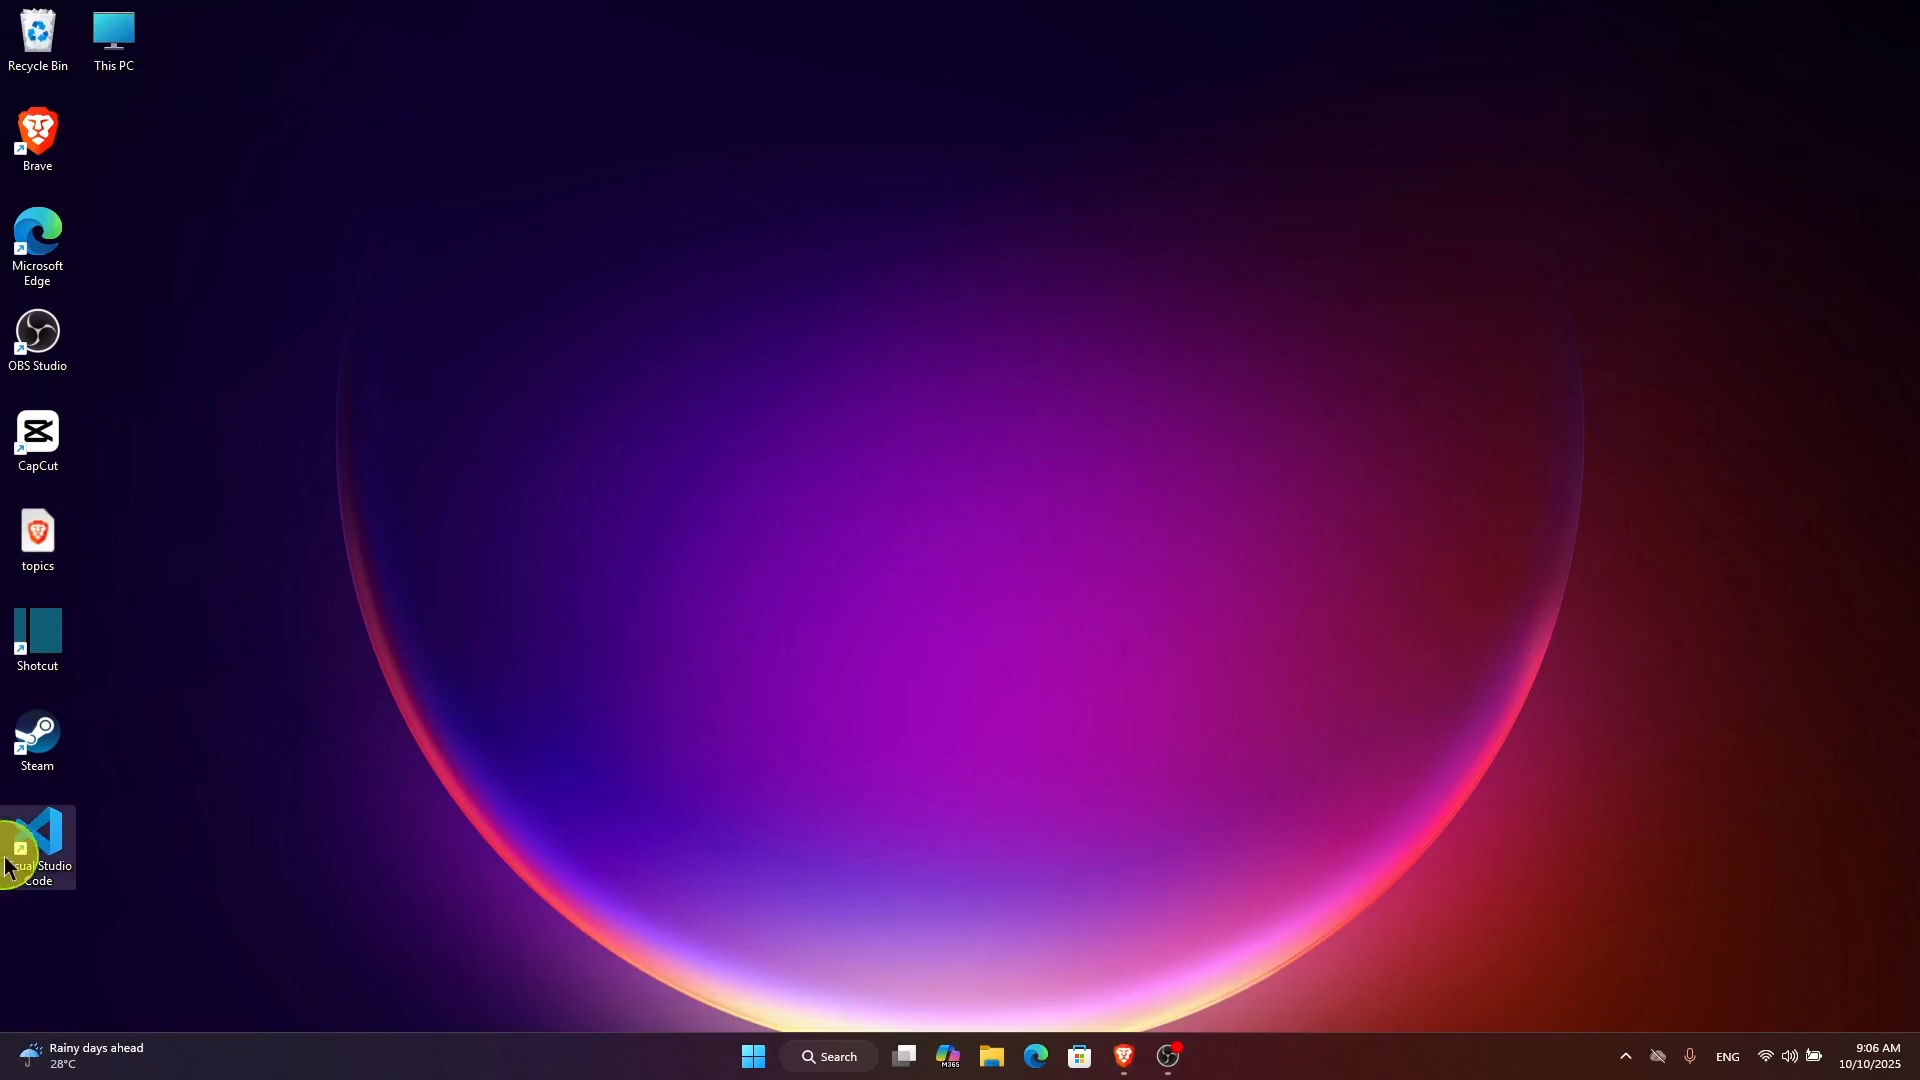 Recycle Bin
This PC
Brave
Microsoft
Edge
OBS Studio
CapCut
topics
Shotcut
Steam
Studio
Code
Rainy days ahead
28°C
Search
M365
ENG
9:06 AM
10/10/2025